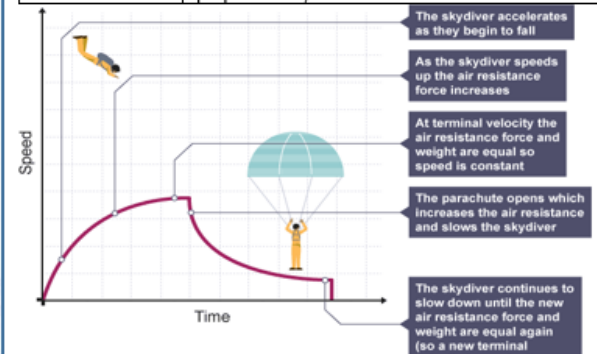 The skydiver accelerates
as they begin to fall
As the skydiver speeds
up the air resistance
force increases
At terminal velocity the
air resistance force and
weight are equal so
speed is constant
The parachute opens which
increases the air resistance
and slows the skydiver
The skydiver continues to
slow down until the new
air resistance force and
weight are equal again
(so a new terminal
Speed
Time